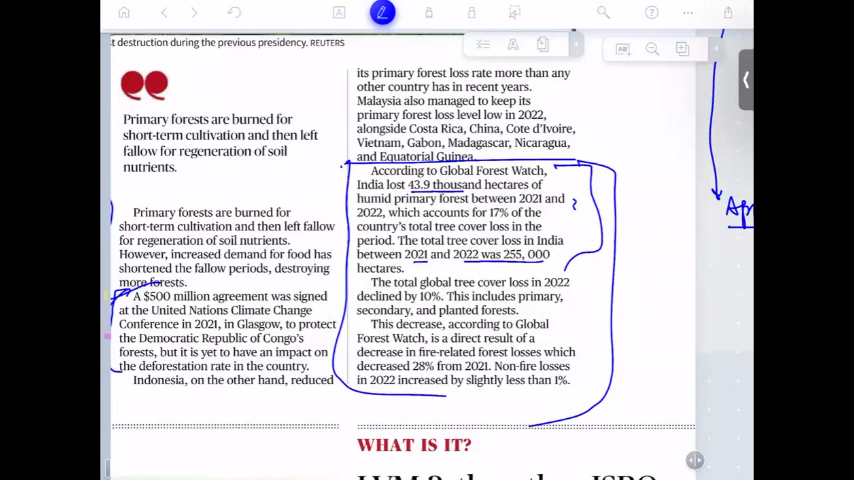 st destruction during the previous presidency. REUTERS
Primary forests are burned for
short-term cultivation and then left
fallow for regeneration of soil
nutrients.
Primary forests are burned for
short-term cultivation and then left fallow
for regeneration of soil nutrients.
However, increased demand for food has
shortened the fallow periods, destroying
more forests.
A $500 million agreement was signed
at the United Nations Climate Change
Conference in 2021, in Glasgow, to protect
the Democratic Republic of Congo's
forests, but it is yet to have an impact on
the deforestation rate in the country.
Indonesia, on the other hand, reduced
its primary forest loss rate more than any
other country has in recent years.
Malaysia also managed to keep its
primary forest loss level low in 2022,
alongside Costa Rica, China, Cote d'Ivoire,
Vietnam, Gabon, Madagascar, Nicaragua,
and Equatorial Guinea.
According to Global Forest Watch,
India lost 43.9 thousand hectares of
humid primary forest between 2021 and
2022, which accounts for 17% of the
country's total tree cover loss in the
period. The total tree cover loss in India
between 2021 and 2022 was 255, 000
hectares.
The total global tree cover loss in 2022
declined by 10%. This includes primary,
secondary, and planted forests.
This decrease, according to Global
Forest Watch, is a direct result of a
decrease in fire-related forest losses which
decreased 28% from 2021. Non-fire losses
in 2022 increased by slightly less than 1%.
WHAT IS IT?